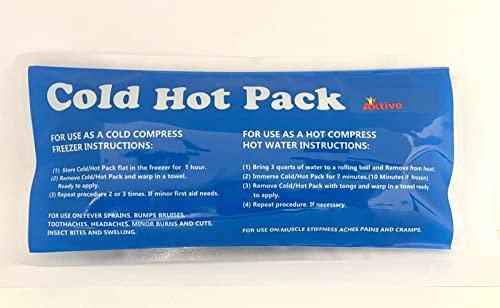 Cold Hot Pack
Aktive
FOR USE AS A COLD COMPRESS
FREEZER INSTRUCTIONS:
(1) Store Cold/Hot Pack flat in the freezer for 1 hour.
(2) Remove Cold/Hot Pack and warp in a towel.
Ready to apply.
(3) Repeat procedure 2 or 3 times. If minor first aid needs.
FOR USE ON:FEVER SPRAINS, BUMPS BRUISES,
TOOTHACHES, HEADACHES, MINOR BURNS AND CUTS.
INSECT BITES AND SWELLING.
FOR USE AS A HOT COMPRESS
HOT WATER INSTRUCTIONS:
(1) Bring 3 quarts of water to a rolling boil and Remove from heat.
(2) Immerse Cold/Hot Pack for 7 minutes.(10 Minutes if frozen)
(3) Remove Cold/Hot Pack with tongs and warp in a towel ready
to apply.
(4) Repeat procedure. If necessary.
FOR USE ON:MUSCLE STIFFNESS ACHES PAINS AND CRAMPS.